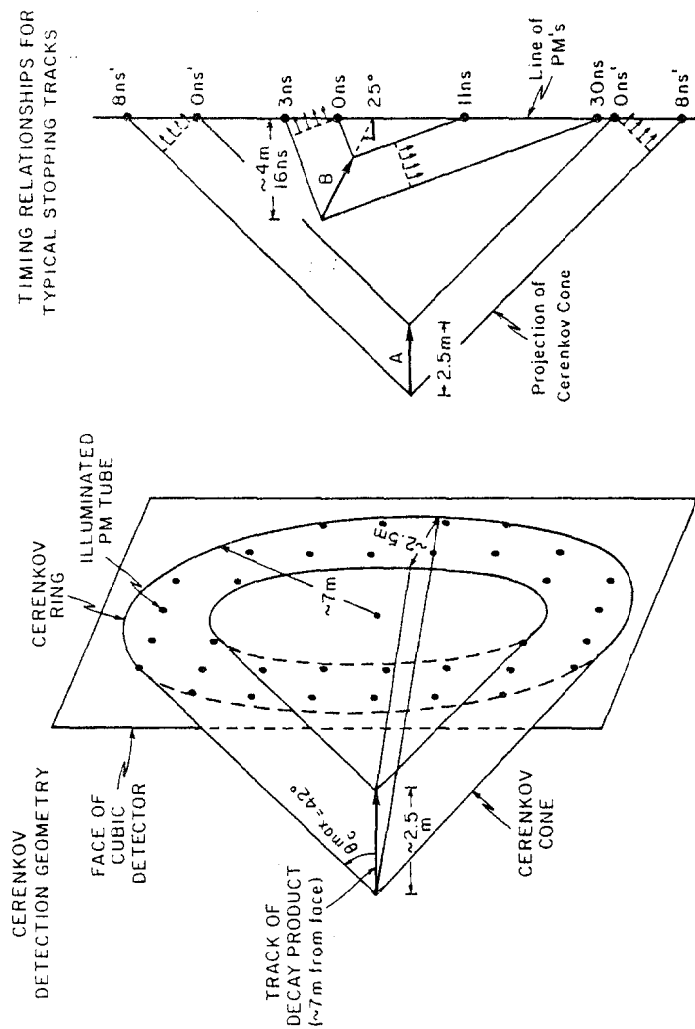 CERENKOV
DETECTION GEOMETRY
FACE OF
CUBIC
DETECTOR
CERENKOV
RING
ILLUMINATED
PM TUBE
~7m
~2.5m
θc max = 42°
TRACK OF
DECAY PRODUCT
(~7m from face)
~2.5
m
CERENKOV
CONE
TIMING RELATIONSHIPS FOR
TYPICAL STOPPING TRACKS
8ns'
0ns'
3ns
0ns
25°
11ns
30ns
0ns'
8ns'
~4m
16ns
B
A
2.5m
Line of
PM's
Projection of
Cerenkov Cone